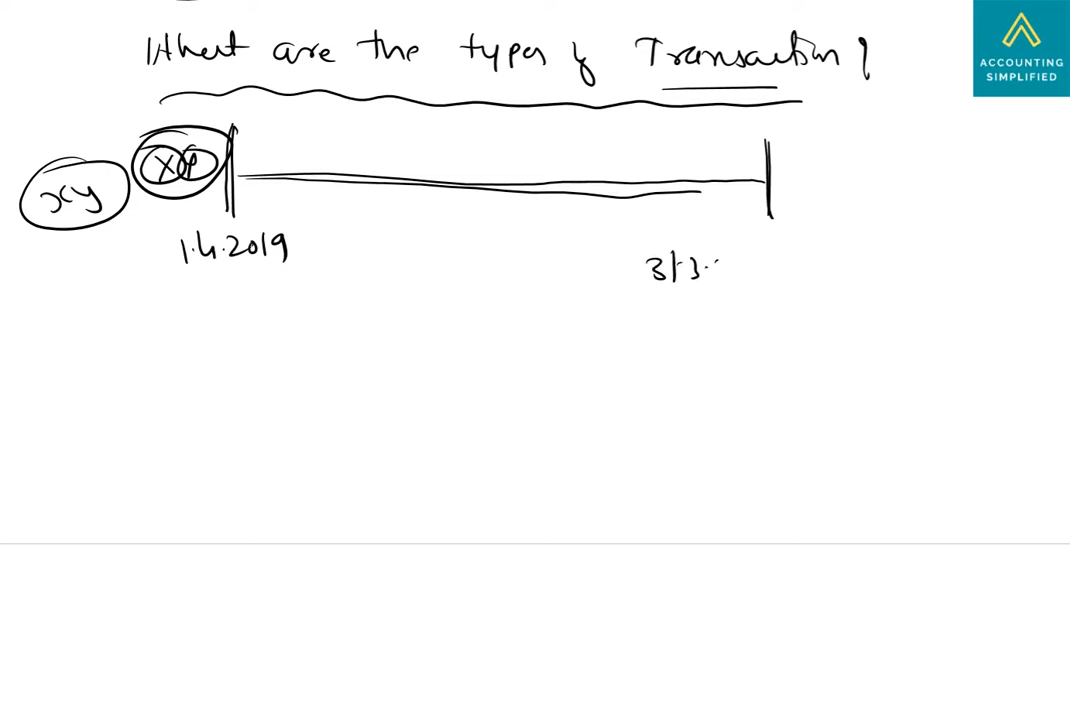 What are the types of Transaction?
ACCOUNTING
SIMPLIFIED
xy
X
1.4.2019
31.3..